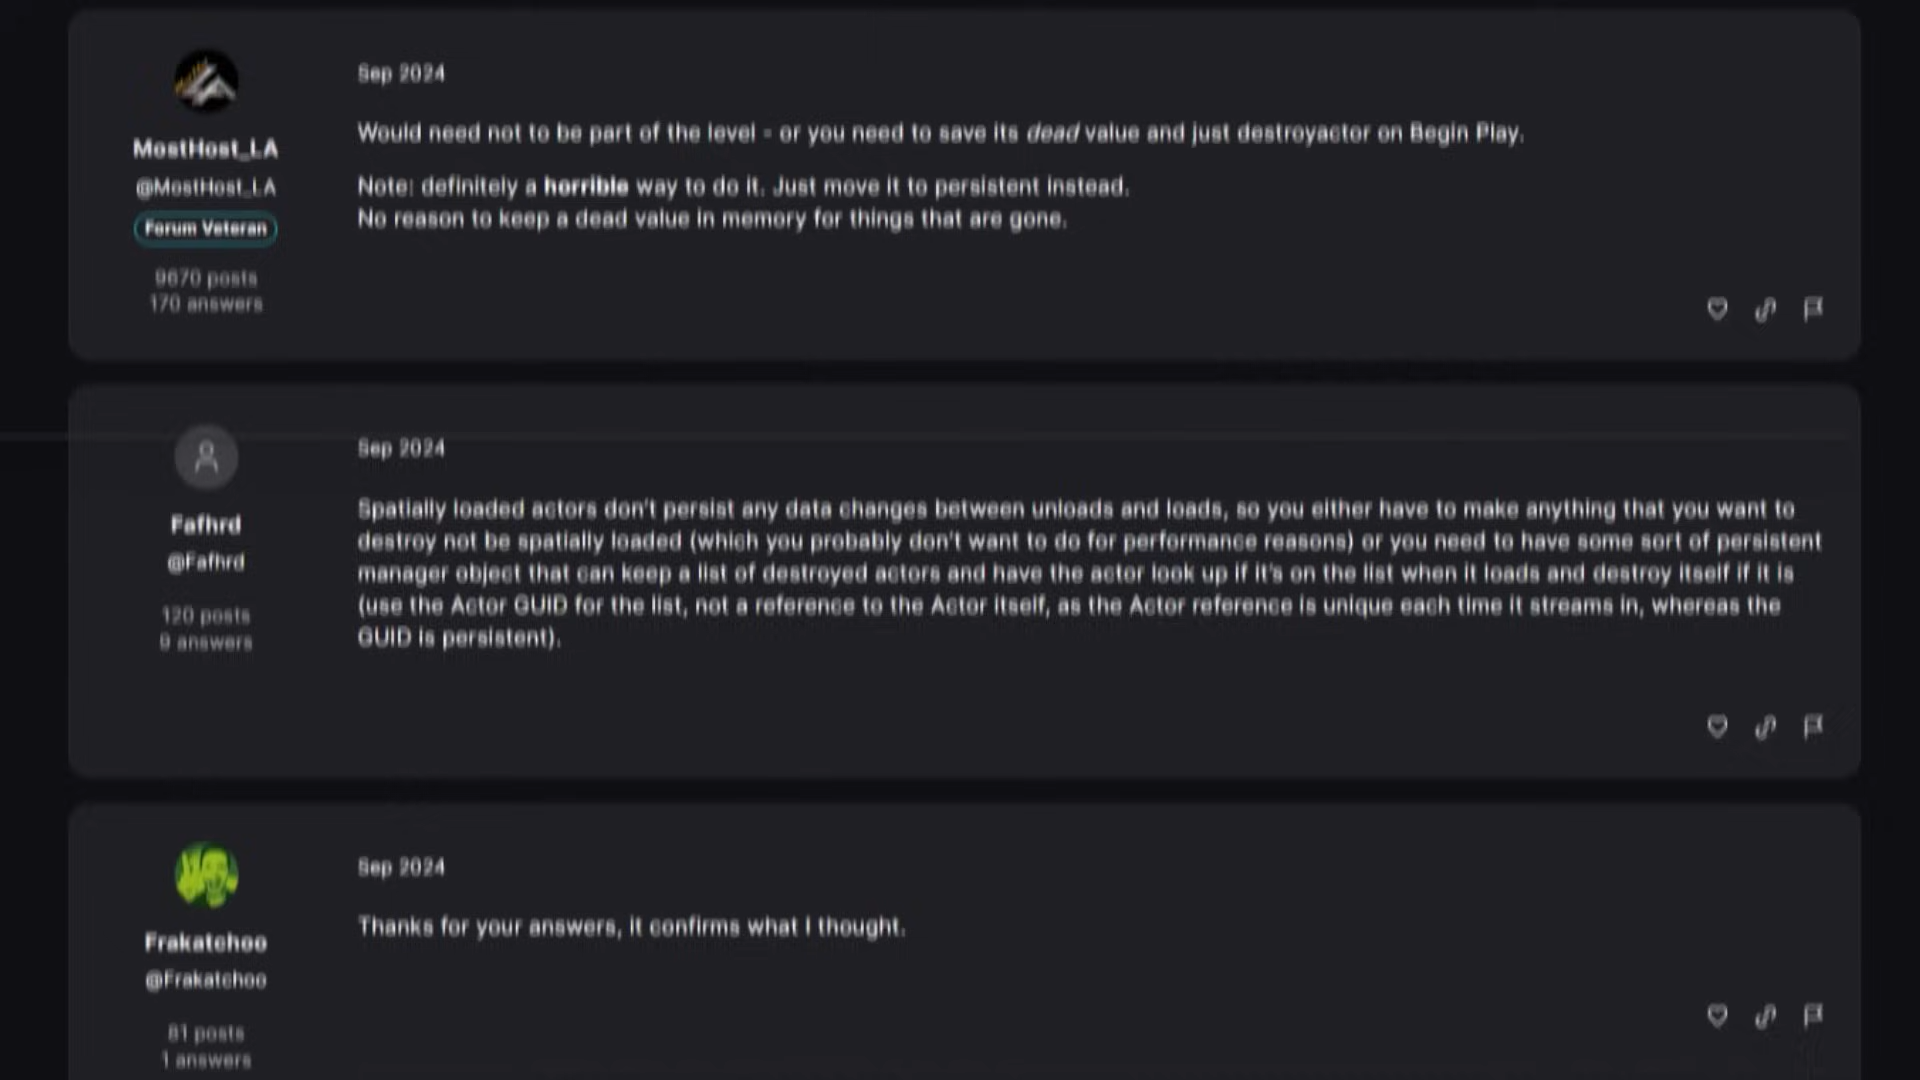 Sep 2024
MostHost_LA
@MostHost_LA
Forum Veteran
9670 posts
170 answers
Would need not to be part of the level - or you need to save its dead value and just destroyactor on Begin Play.
Note: definitely a horrible way to do it. Just move it to persistent instead.
No reason to keep a dead value in memory for things that are gone.
Sep 2024
Fafhrd
@Fafhrd
120 posts
9 answers
Spatially loaded actors don't persist any data changes between unloads and loads, so you either have to make anything that you want to
destroy not be spatially loaded (which you probably don't want to do for performance reasons) or you need to have some sort of persistent
manager object that can keep a list of destroyed actors and have the actor look up if it's on the list when it loads and destroy itself if it is
(use the Actor GUID for the list, not a reference to the Actor itself, as the Actor reference is unique each time it streams in, whereas the
GUID is persistent).
Sep 2024
Frakatchoo
@Frakatchoo
81 posts
1 answers
Thanks for your answers, it confirms what I thought.